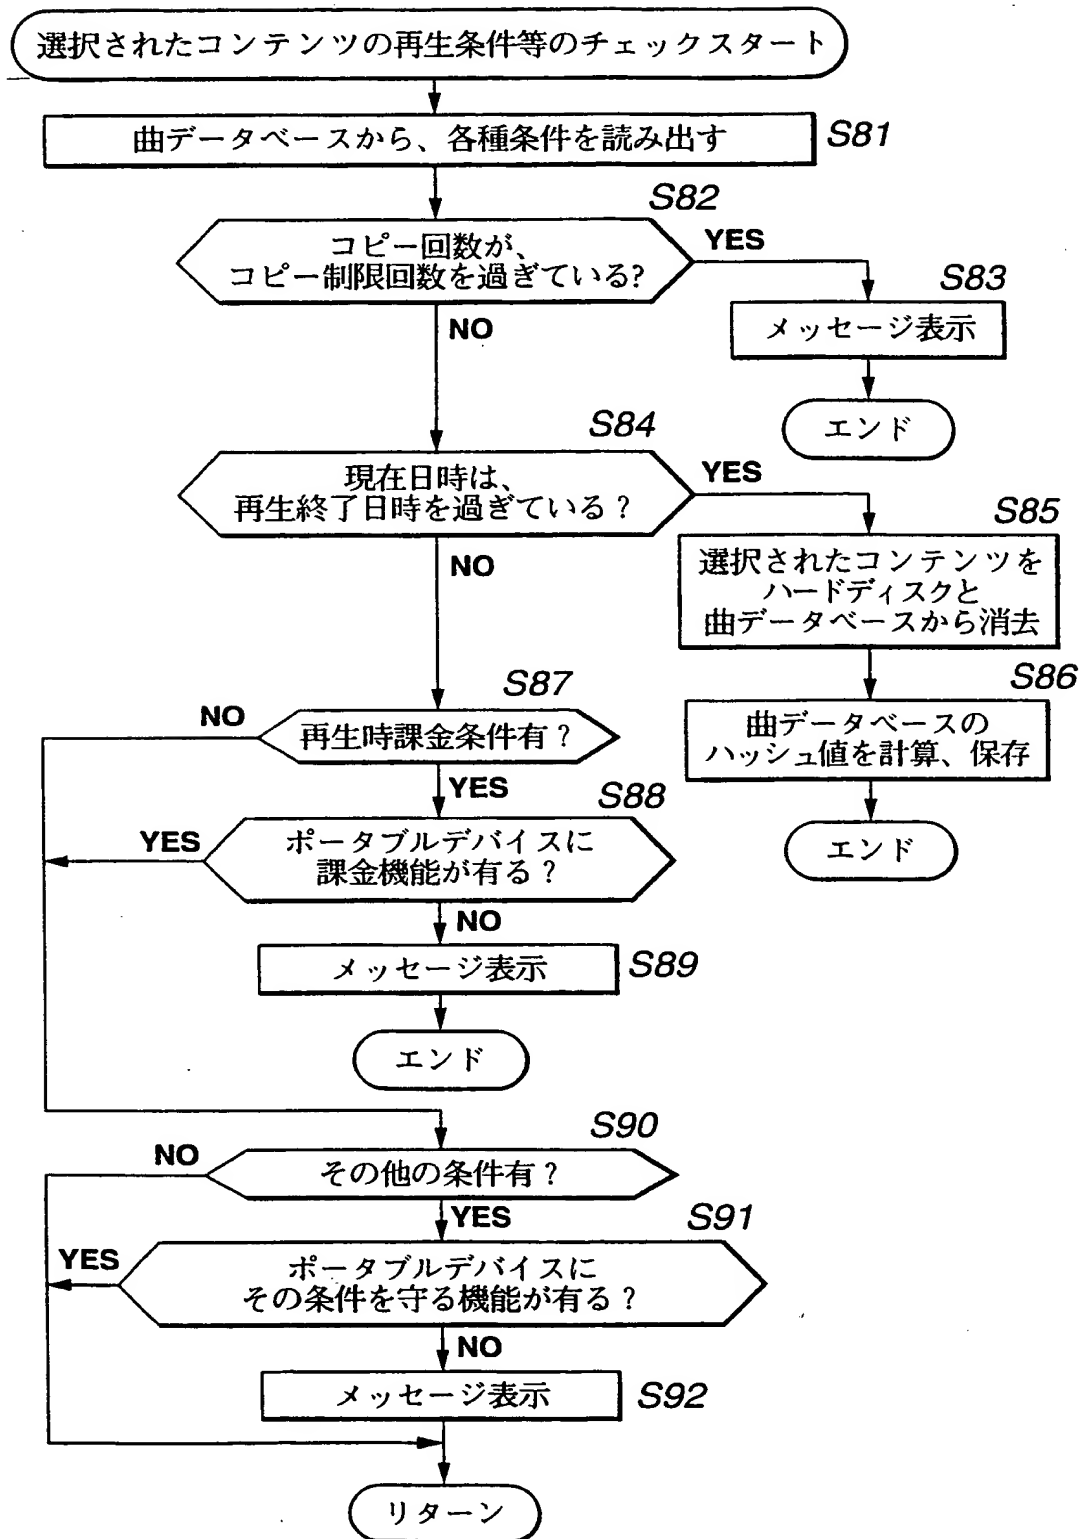 選択されたコンテンツの再生条件等のチェックスタート
曲データベースから、各種条件を読み出す
S81
S82
コピー回数が、
コピー制限回数を過ぎている?
YES
NO
S83
メッセージ表示
エンド
S84
現在日時は、
再生終了日時を過ぎている?
YES
NO
S85
選択されたコンテンツを
ハードディスクと
曲データベースから消去
S86
曲データベースの
ハッシュ値を計算、保存
エンド
S87
再生時課金条件有?
NO
YES
S88
ポータブルデバイスに
課金機能が有る?
YES
NO
メッセージ表示
S89
エンド
S90
その他の条件有?
NO
YES
S91
ポータブルデバイスに
その条件を守る機能が有る?
YES
NO
メッセージ表示
S92
リターン